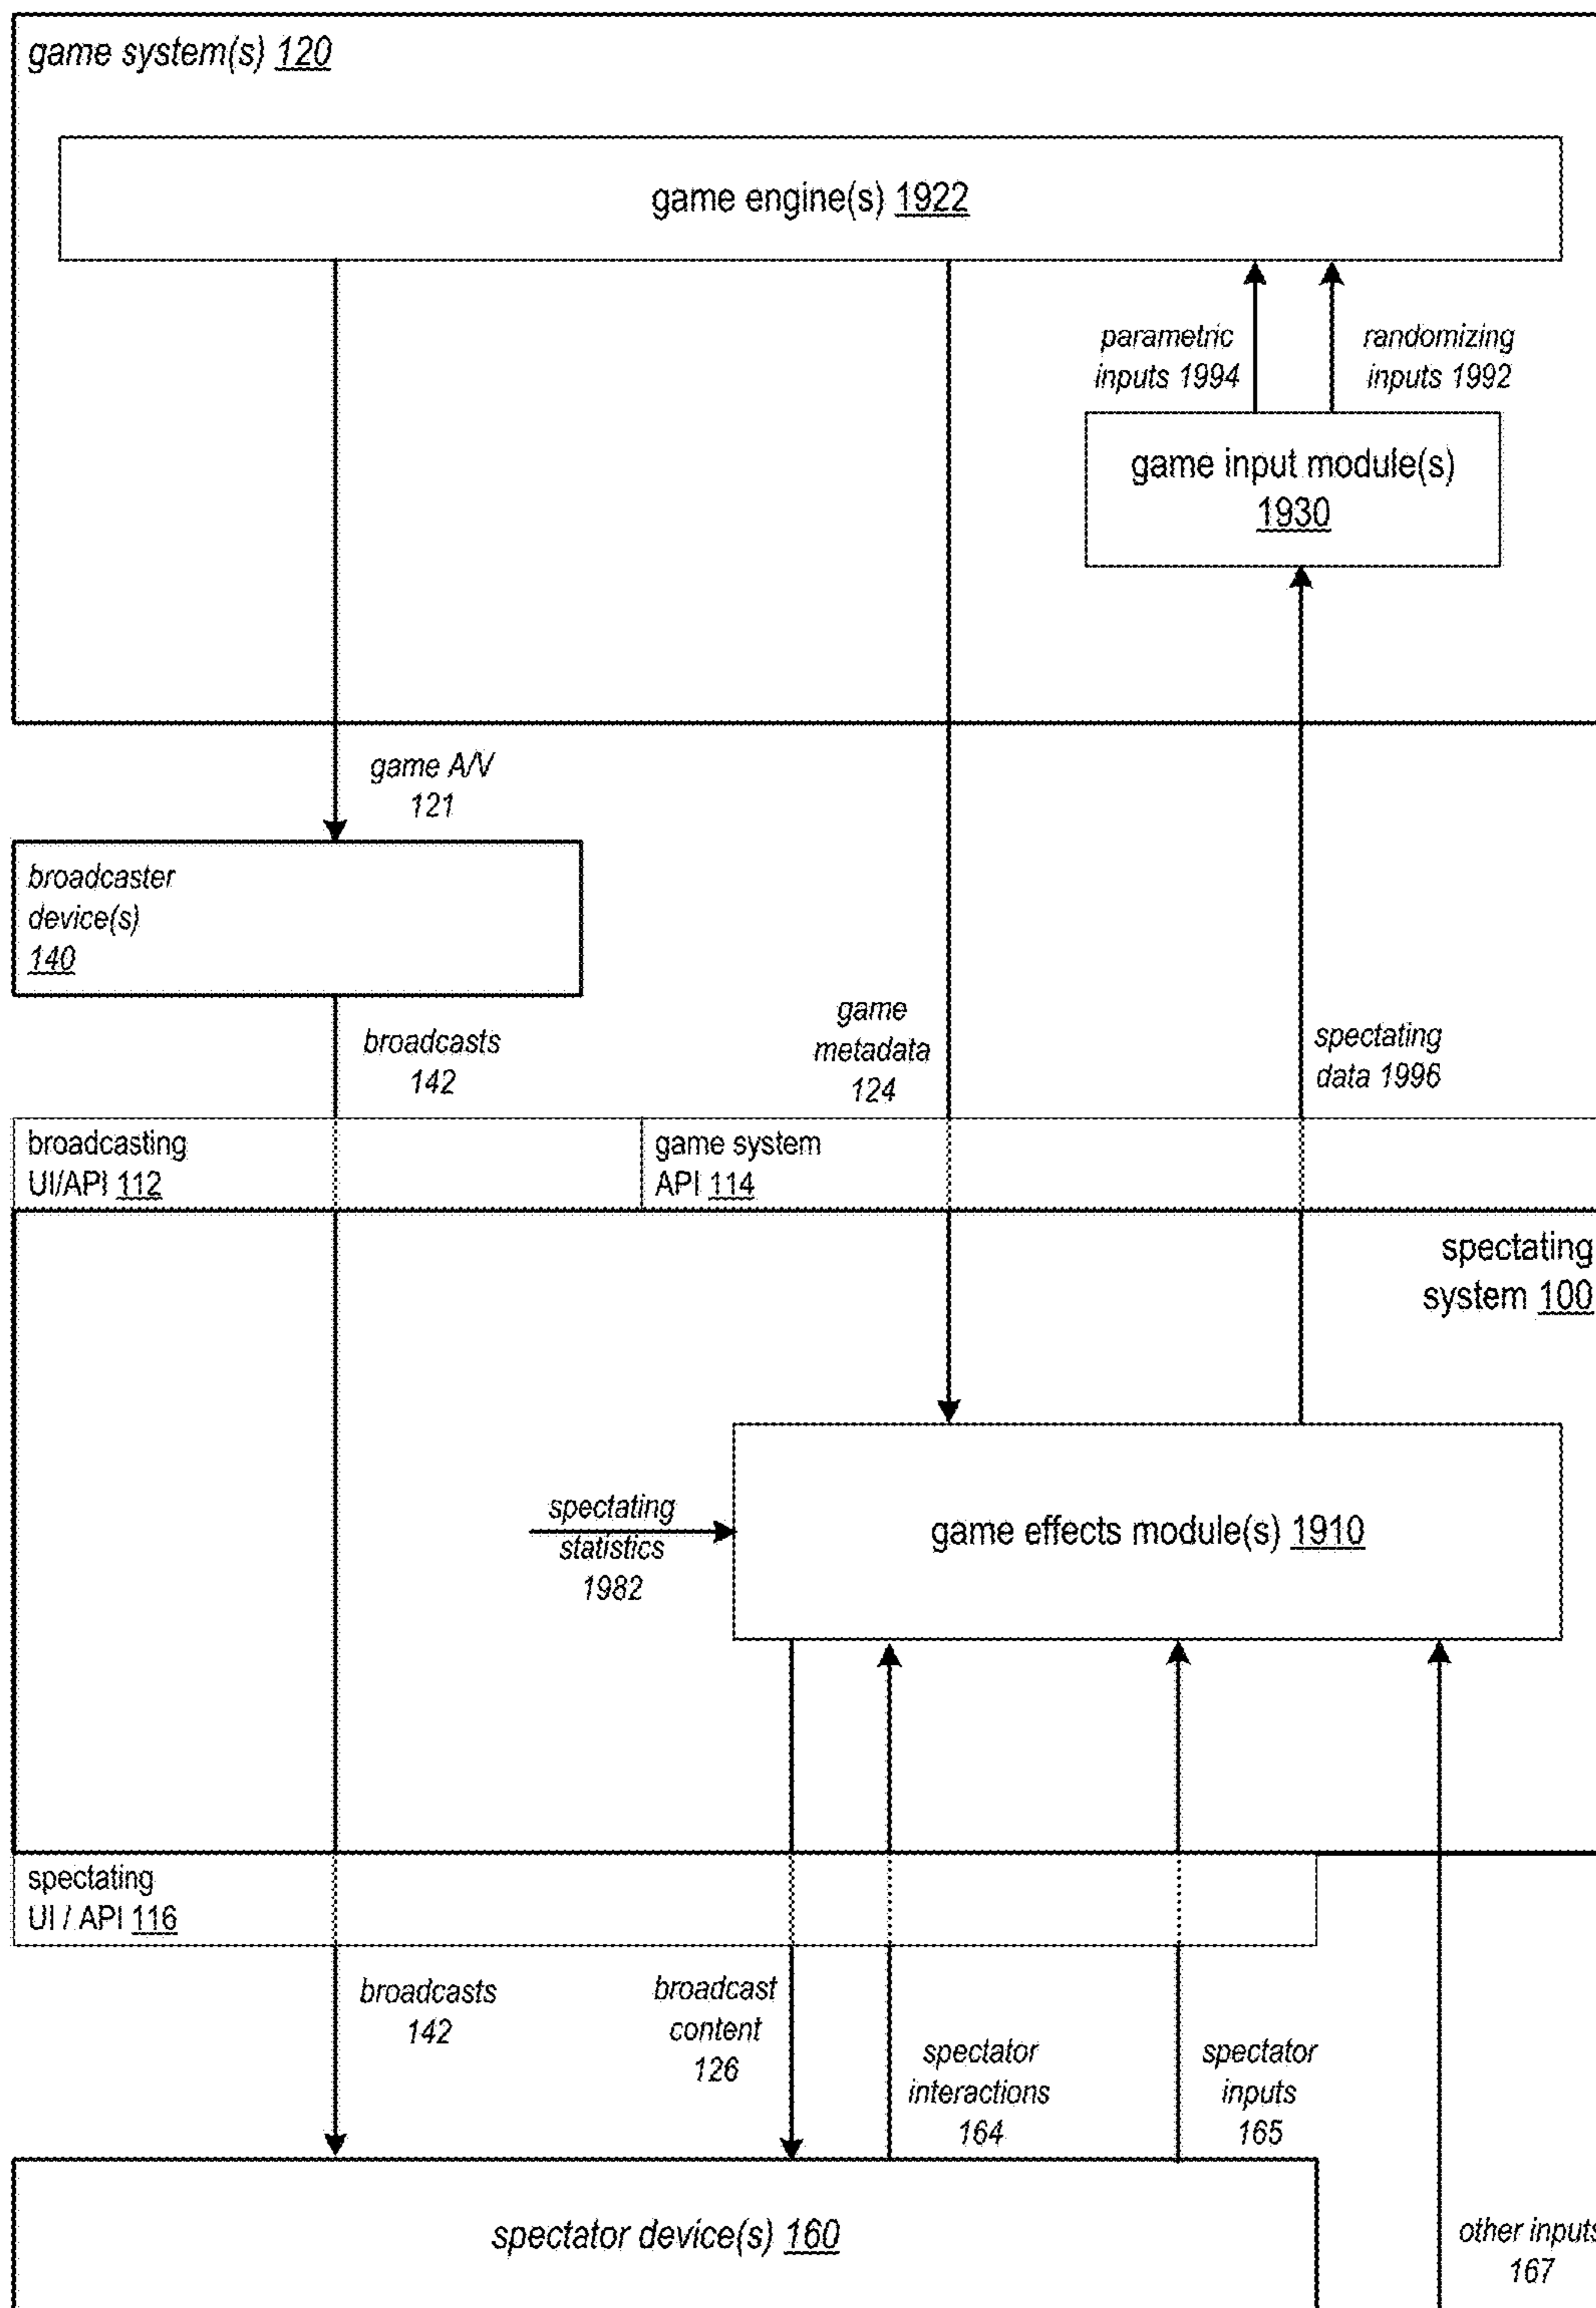 game system(s) 120
game engine(s) 1922
parametric
inputs 1994
randomizing
inputs 1992
game input module(s)
1930
game A/V
121
broadcaster
device(s)
140
broadcasts
142
game
metadata
124
spectating
data 1996
broadcasting
UI/API 112
game system
API 114
spectating
system 100
spectating
statistics
1982
game effects module(s) 1910
spectating
UI / API 116
broadcasts
142
broadcast
content
126
spectator
interactions
164
spectator
inputs
165
spectator device(s) 160
other inputs
167